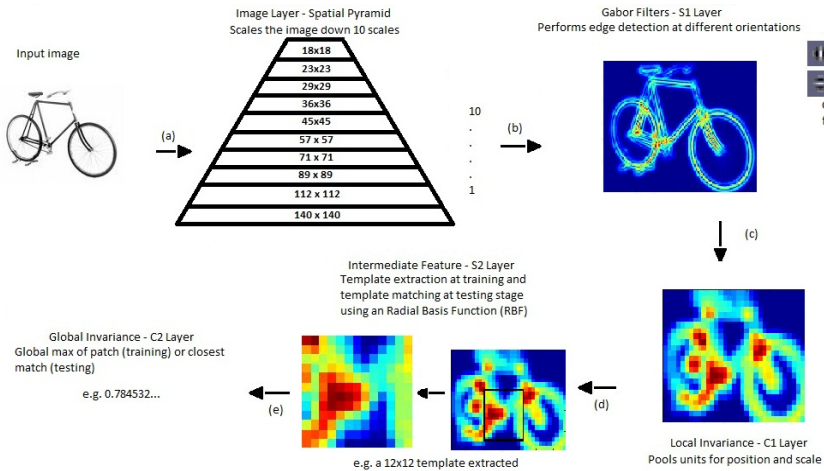 Image Layer - Spatial Pyramid
Scales the image down 10 scales
Gabor Filters - S1 Layer
Performs edge detection at different orientations
Input image
18x18
23x23
29x29
36x36
45x45
57 x 57
71 x 71
89 x 89
112 x 112
140 x 140
10
.
.
.
.
1
(a)
(b)
(c)
Intermediate Feature - S2 Layer
Template extraction at training and
template matching at testing stage
using an Radial Basis Function (RBF)
Global Invariance - C2 Layer
Global max of patch (training) or closest
match (testing)
e.g. 0.784532...
(e)
(d)
e.g. a 12x12 template extracted
Local Invariance - C1 Layer
Pools units for position and scale